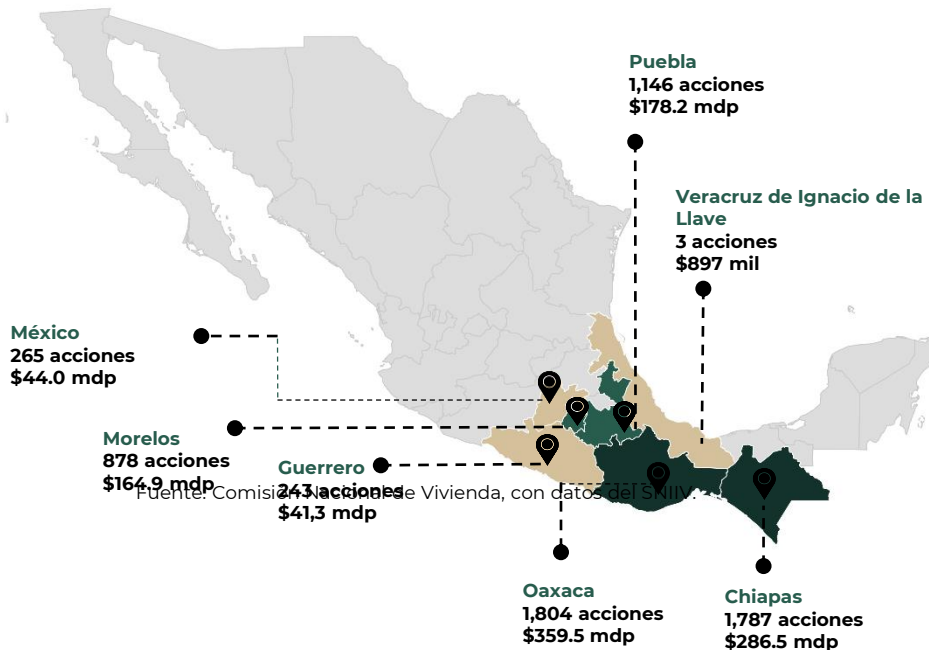 Puebla
1,146 acciones
$178.2 mdp
Veracruz de Ignacio de la
Llave
3 acciones
$897 mil
México
265 acciones
$44.0 mdp
Morelos
878 acciones
$164.9 mdp
Guerrero
243 acciones
$41,3 mdp
Fuente: Comisión Nacional de Vivienda, con datos del SNIIV.
Oaxaca
1,804 acciones
$359.5 mdp
Chiapas
1,787 acciones
$286.5 mdp